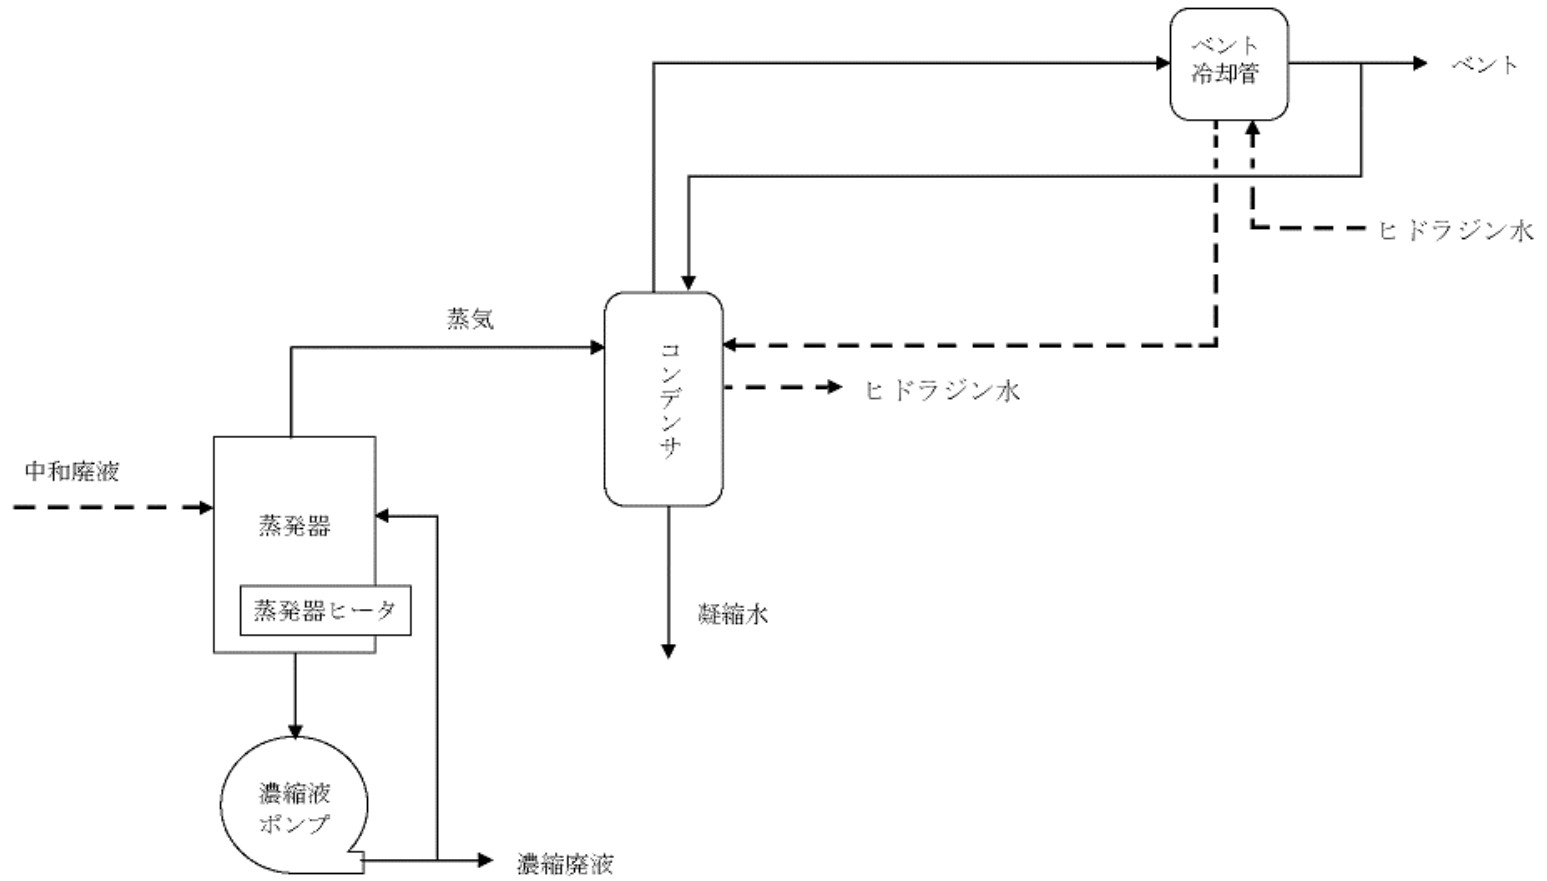 ベント
冷却管
ベント
ヒドラジン水
蒸気
コンデンサ
ヒドラジン水
中和廃液
蒸発器
蒸発器ヒータ
凝縮水
濃縮液
ポンプ
濃縮廃液